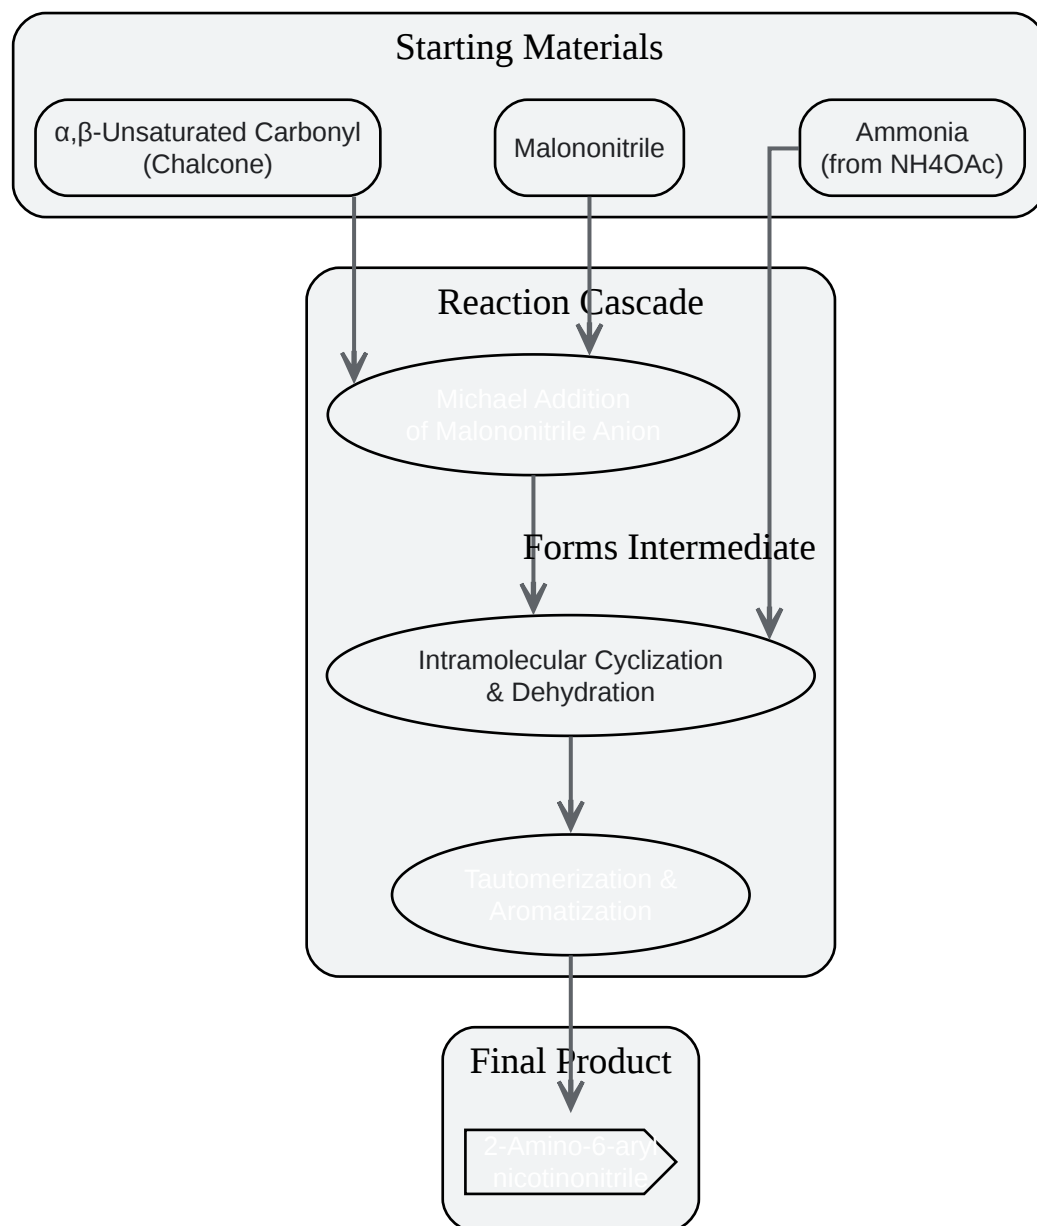 Starting Materials
α,β-Unsaturated Carbonyl
(Chalcone)
Malononitrile
Ammonia
(from NH4OAc)
Reaction Cascade
Michael Addition
of Malononitrile Anion
Forms Intermediate
Intramolecular Cyclization
& Dehydration
Tautomerization &
Aromatization
Final Product
2-Amino-6-aryl
nicotinonitrile